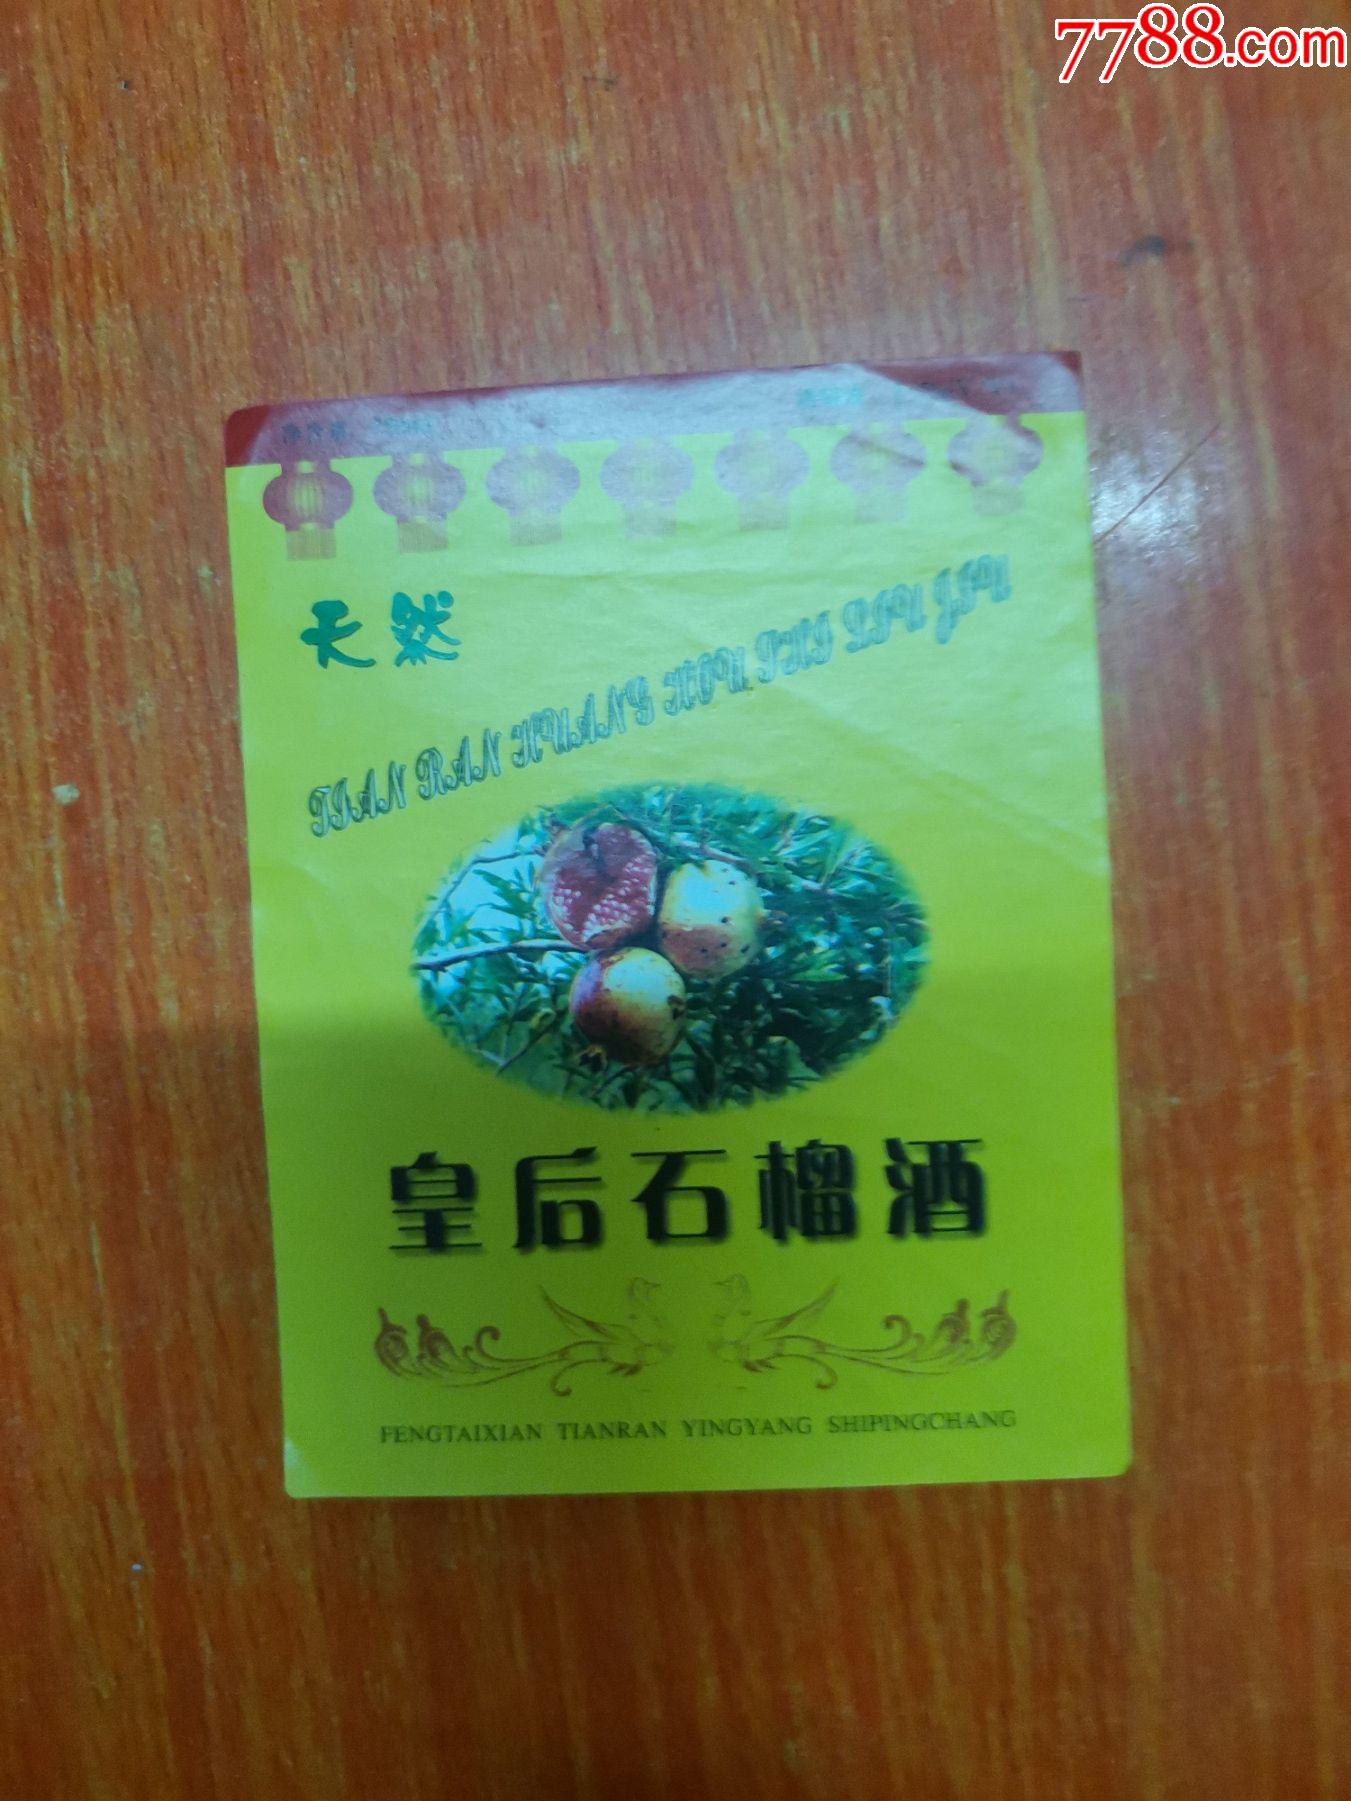 7788.com
天然
TIAN RAN HUANG HOU SHI LIU JIU
皇后石榴酒
FENGTAIXIAN TIANRAN YINGYANG SHIPINGCHANG